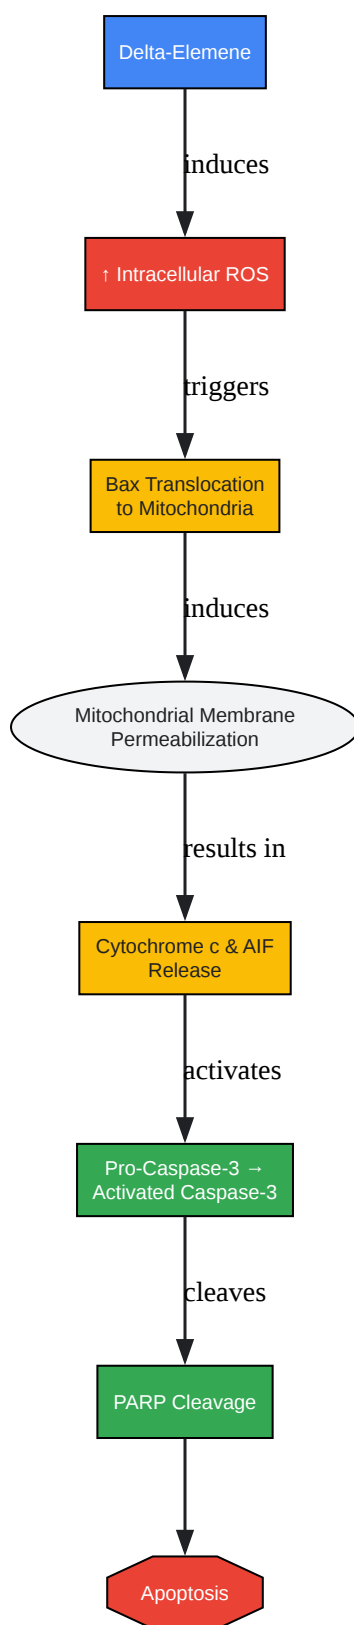 Delta-Elemene
induces
↑ Intracellular ROS
triggers
Bax Translocation
to Mitochondria
induces
Mitochondrial Membrane
Permeabilization
results in
Cytochrome c & AIF
Release
activates
Pro-Caspase-3 →
Activated Caspase-3
cleaves
PARP Cleavage
Apoptosis